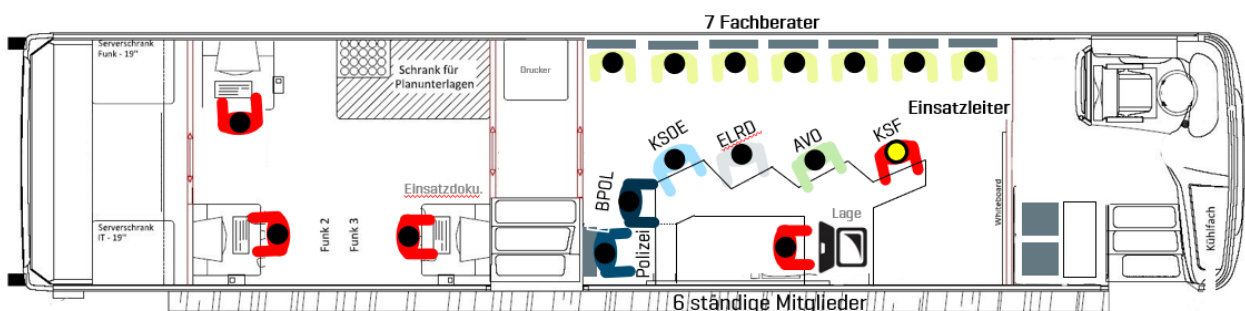 7 Fachberater
Serverschrank
Funk - 19"
Schrank für
Planunterlagen
Drucker
Einsatzleiter
KSOE
ELRD
AVD
KSF
BPOL
Einsatzdoku.
Whiteboard
Serverschrank
IT - 19"
Funk 2
Funk 3
Polizei
Lage
Kühlfach
6 ständige Mitglieder